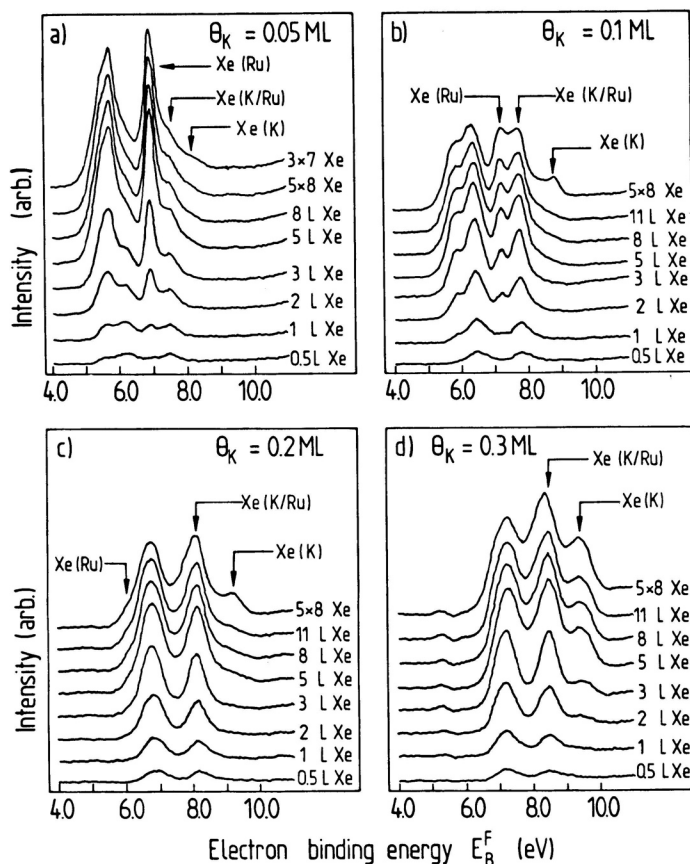 a) Θ_K = 0.05 ML
Xe (Ru)
Xe (K/Ru)
Xe (K)
3×7 Xe
5×8 Xe
8 L Xe
5 L Xe
3 L Xe
2 L Xe
1 L Xe
0.5L Xe
4.0 6.0 8.0 10.0
b) Θ_K = 0.1 ML
Xe (Ru) Xe (K/Ru)
Xe (K)
5×8 Xe
11 L Xe
8 L Xe
5 L Xe
3 L Xe
2 L Xe
1 L Xe
0.5L Xe
4.0 6.0 8.0 10.0
Intensity (arb.)
c) Θ_K = 0.2 ML
Xe (K/Ru)
Xe (Ru) Xe (K)
5×8 Xe
11 L Xe
8 L Xe
5 L Xe
3 L Xe
2 L Xe
1 L Xe
0.5 L Xe
4.0 6.0 8.0 10.0
d) Θ_K = 0.3 ML
Xe (K/Ru)
Xe (K)
5×8 Xe
11 L Xe
8 L Xe
5 L Xe
3 L Xe
2 L Xe
1 L Xe
0.5 L Xe
4.0 6.0 8.0 10.0
Intensity (arb.)
Electron binding energy E_B^F (eV)